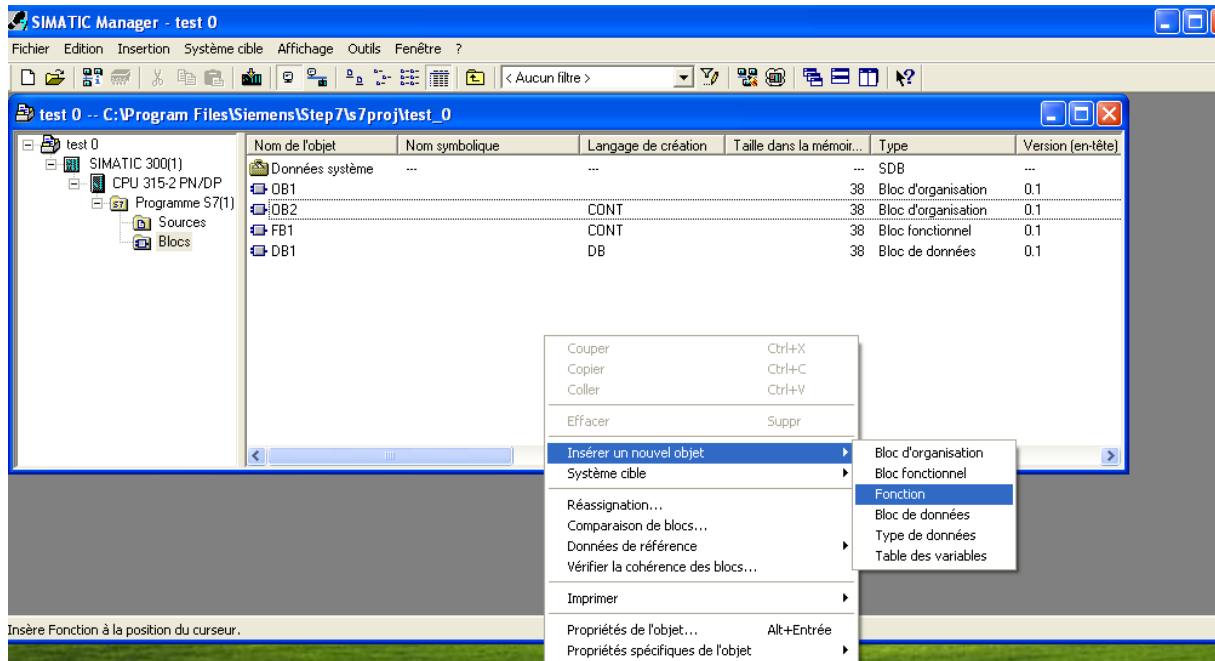 SIMATIC Manager - test 0
Fichier Edition Insertion Système cible Affichage Outils Fenêtre ?
< Aucun filtre >
test 0 -- C:\Program Files\Siemens\Step7\s7proj\test_0
test 0
SIMATIC 300(1)
CPU 315-2 PN/DP
Programme S7(1)
Sources
Blocs
Nom de l'objet Nom symbolique Langage de création Taille dans la mémoir... Type Version (en-tête)
Données système --- --- --- SDB
OB1 38 Bloc d'organisation 0.1
OB2 CONT 38 Bloc d'organisation 0.1
FB1 CONT 38 Bloc fonctionnel 0.1
DB1 DB 38 Bloc de données 0.1
Couper Ctrl+X
Copier Ctrl+C
Coller Ctrl+V
Effacer Suppr
Insérer un nouvel objet
Système cible
Réassignation...
Comparaison de blocs...
Données de référence
Vérifier la cohérence des blocs...
Imprimer
Propriétés de l'objet... Alt+Entrée
Propriétés spécifiques de l'objet
Bloc d'organisation
Bloc fonctionnel
Fonction
Bloc de données
Type de données
Table des variables
Insère Fonction à la position du curseur.